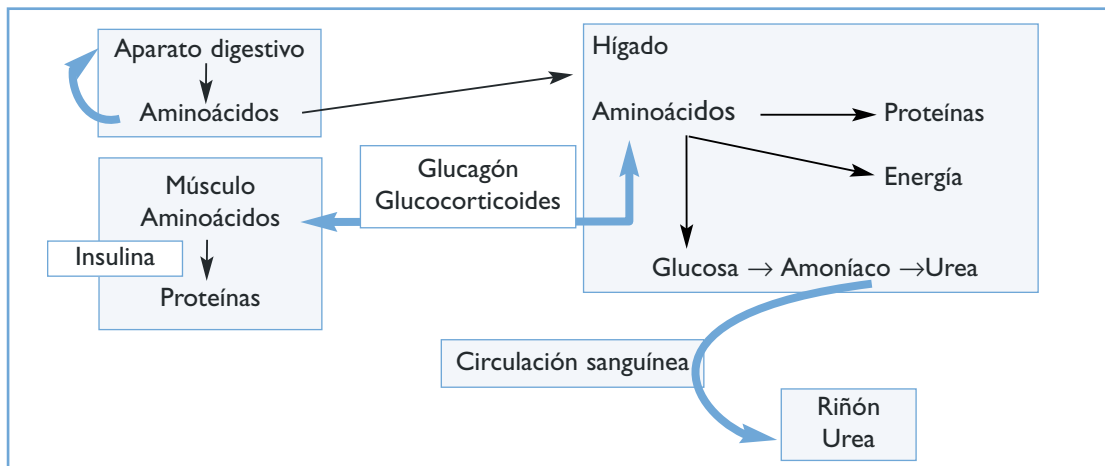 Aparato digestivo
Aminoácidos
Hígado
Aminoácidos
Proteínas
Energía
Glucosa → Amoníaco →Urea
Glucagón
Glucocorticoides
Músculo
Aminoácidos
Insulina
Proteínas
Circulación sanguínea
Riñón
Urea